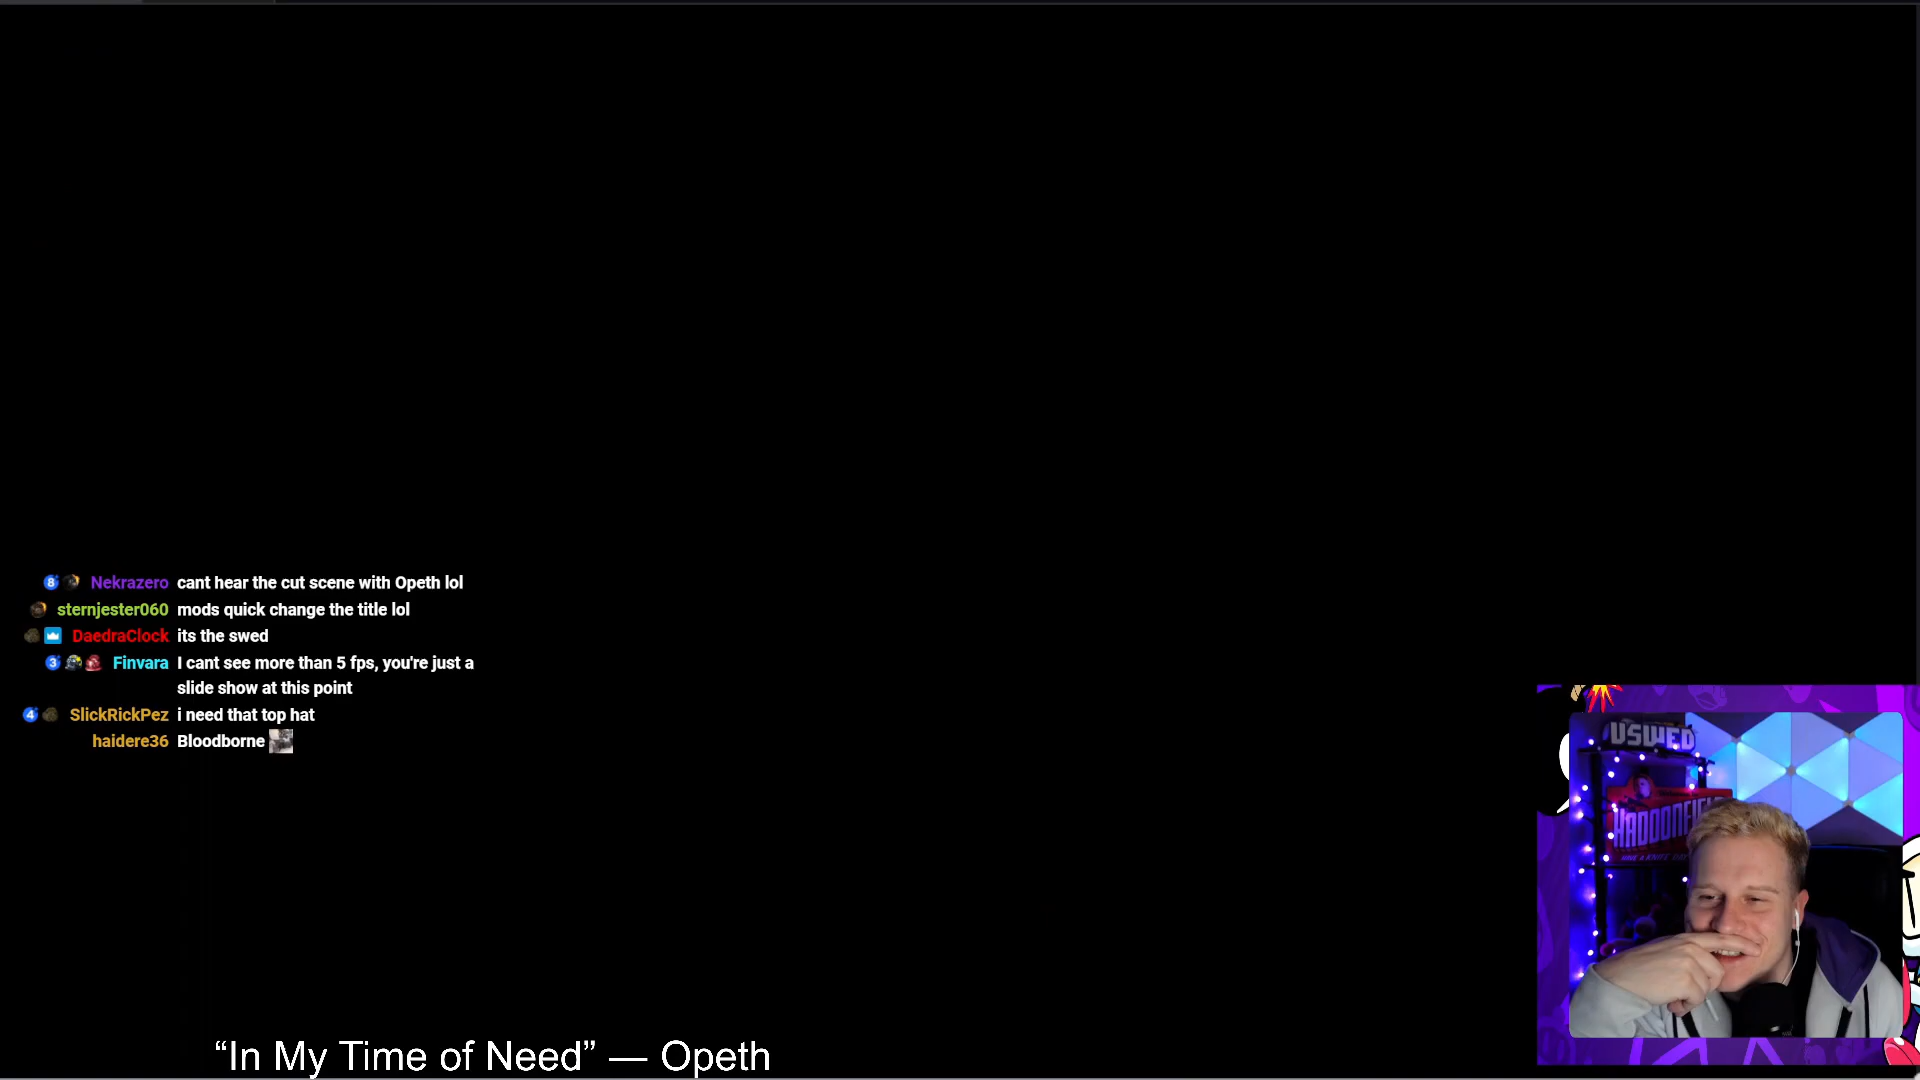 Nekrazero cant hear the cut scene with Opeth lol
sternjester060 mods quick change the title lol
DaedraClock its the swed
Finvara I cant see more than 5 fps, you're just a
slide show at this point
SlickRickPez i need that top hat
haidere36 Bloodborne
USWED
“In My Time of Need” — Opeth